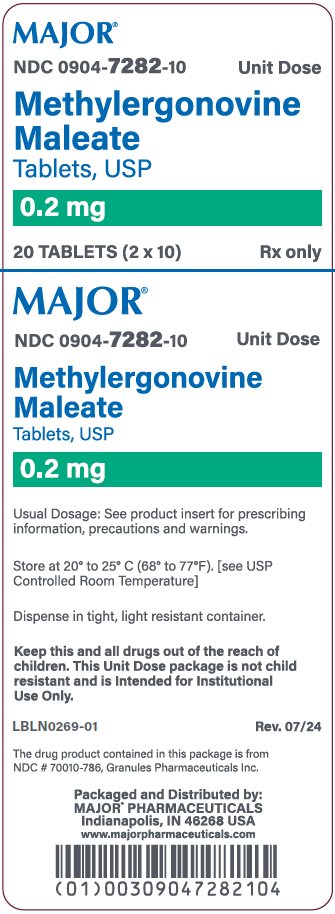 MAJOR®
NDC 0904-7282-10 Unit Dose
Methylergonovine
Maleate
Tablets, USP
0.2 mg
20 TABLETS (2 x 10) Rx only
MAJOR®
NDC 0904-7282-10 Unit Dose
Methylergonovine
Maleate
Tablets, USP
0.2 mg
Usual Dosage: See product insert for prescribing
information, precautions and warnings.
Store at 20° to 25° C (68° to 77°F). [see USP
Controlled Room Temperature]
Dispense in tight, light resistant container.
Keep this and all drugs out of the reach of
children. This Unit Dose package is not child
resistant and is Intended for Institutional
Use Only.
LBLN0269-01 Rev. 07/24
The drug product contained in this package is from
NDC # 70010-786, Granules Pharmaceuticals Inc.
Packaged and Distributed by:
MAJOR® PHARMACEUTICALS
Indianapolis, IN 46268 USA
www.majorpharmaceuticals.com
(01)00309047282104